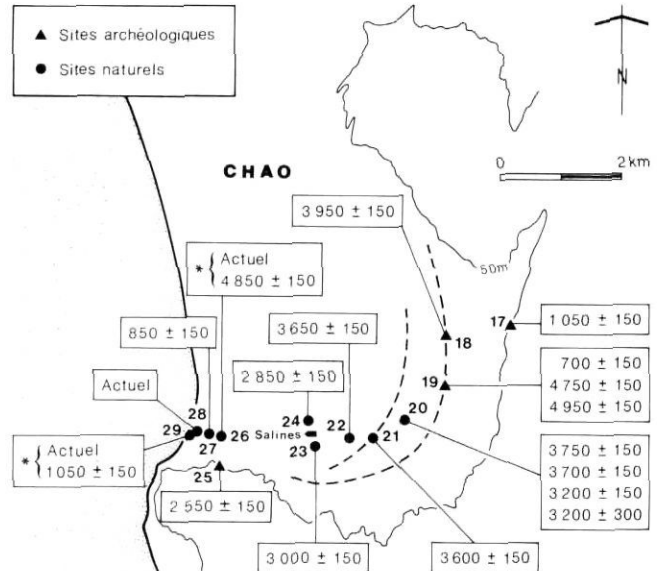 ▲ Sites archéologiques
● Sites naturels
N
0 2 km
CHAO
3 950 ± 150
50m
* { Actuel
4 850 ± 150
17
1 050 ± 150
850 ± 150
3 650 ± 150
18
2 850 ± 150
700 ± 150
4 750 ± 150
4 950 ± 150
19
Actuel
28
24
20
29
27
26
Salines
23
22
21
* { Actuel
1050 ± 150
25
3 750 ± 150
3 700 ± 150
3 200 ± 150
3 200 ± 300
2 550 ± 150
3 000 ± 150
3 600 ± 150